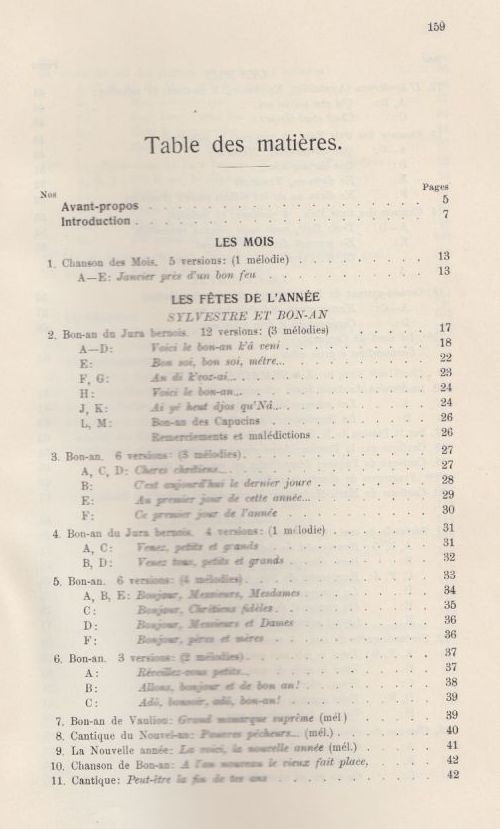 159
Table des matières.
Nos Pages
Avant-propos . . . . 5
Introduction . . . . 7
LES MOIS
1. Chanson des Mois. 5 versions: (1 mélodie) . . . . 13
A—E: Janvier près d'un bon feu . . . . 13
LES FÊTES DE L'ANNÉE
SYLVESTRE ET BON-AN
2. Bon-an du Jura bernois. 12 versions: (3 mélodies) . . . . 17
A—D: Voici le bon-an k'â veni . . . . 18
E: Bon soi, bon soi, métre... . . . . 22
F, G: An di k'voz-ai... . . . . 23
H: Voici le bon-an... . . . . 24
J, K: Ai yé heut djos qu'Nâ... . . . . 24
L, M: Bon-an des Capucins . . . . 26
Remerciements et malédictions . . . . 26
3. Bon-an. 6 versions: (3 mélodies) . . . . 27
A, C, D: Cheres chrétiens... . . . . 27
B: C'est aujourd'hui le dernier joure . . . . 28
E: Au premier jour de cette année... . . . . 29
F: Ce premier jour de l'année . . . . 30
4. Bon-an du Jura bernois. 4 versions: (1 mélodie) . . . . 31
A, C: Venez, petits et grands . . . . 31
B, D: Venez tous, petits et grands . . . . 32
5. Bon-an. 6 versions: (4 mélodies) . . . . 33
A, B, E: Bonjour, Messieurs, Mesdames . . . . 34
C: Bonjour, Chrétiens fidèles . . . . 35
D: Bonjour, Messieurs et Dames . . . . 36
F: Bonjour, pères et mères . . . . 36
6. Bon-an. 3 versions: (2 mélodies) . . . . 37
A: Réveillez-vous petits... . . . . 37
B: Allons, bonjour et de bon an! . . . . 38
C: Adô, bonsoir, adô, bon-an! . . . . 39
7. Bon-an de Vaulion: Grand monarque suprême (mél) . . . . 39
8. Cantique du Nouvel-an: Pauvres pécheurs... (mél.) . . . . 40
9. La Nouvelle année: La voici, la nouvelle année (mél.) . . . . 41
10. Chanson de Bon-an: A l'an nouveau le vieux fait place, . . . . 42
11. Cantique: Peut-être la fin de tes ans . . . . 42